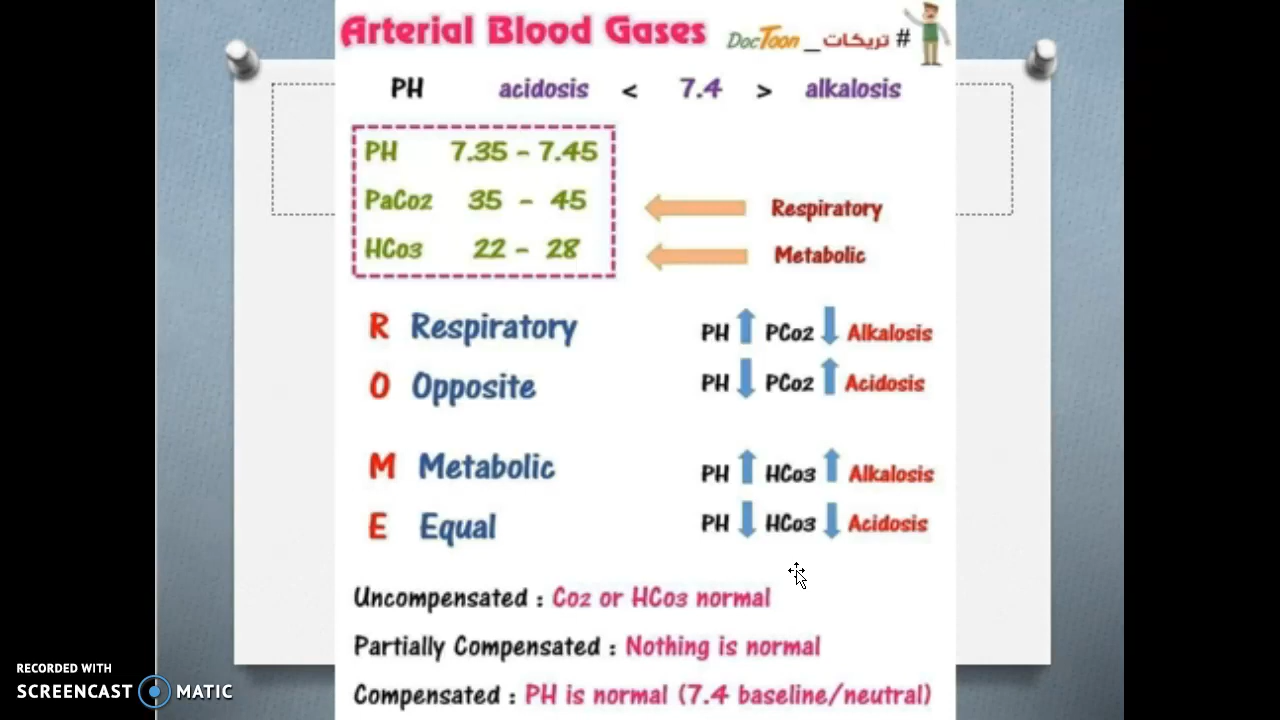 Arterial Blood Gases DocToon_تريكات #
PH acidosis < 7.4 > alkalosis
PH 7.35 - 7.45
PaCo2 35 - 45 Respiratory
HCo3 22 - 28 Metabolic
R Respiratory PH PCo2 Alkalosis
O Opposite PH PCo2 Acidosis
M Metabolic PH HCo3 Alkalosis
E Equal PH HCo3 Acidosis
Uncompensated : Co2 or HCo3 normal
Partially Compensated : Nothing is normal
Compensated : PH is normal (7.4 baseline/neutral)
RECORDED WITH
SCREENCAST MATIC